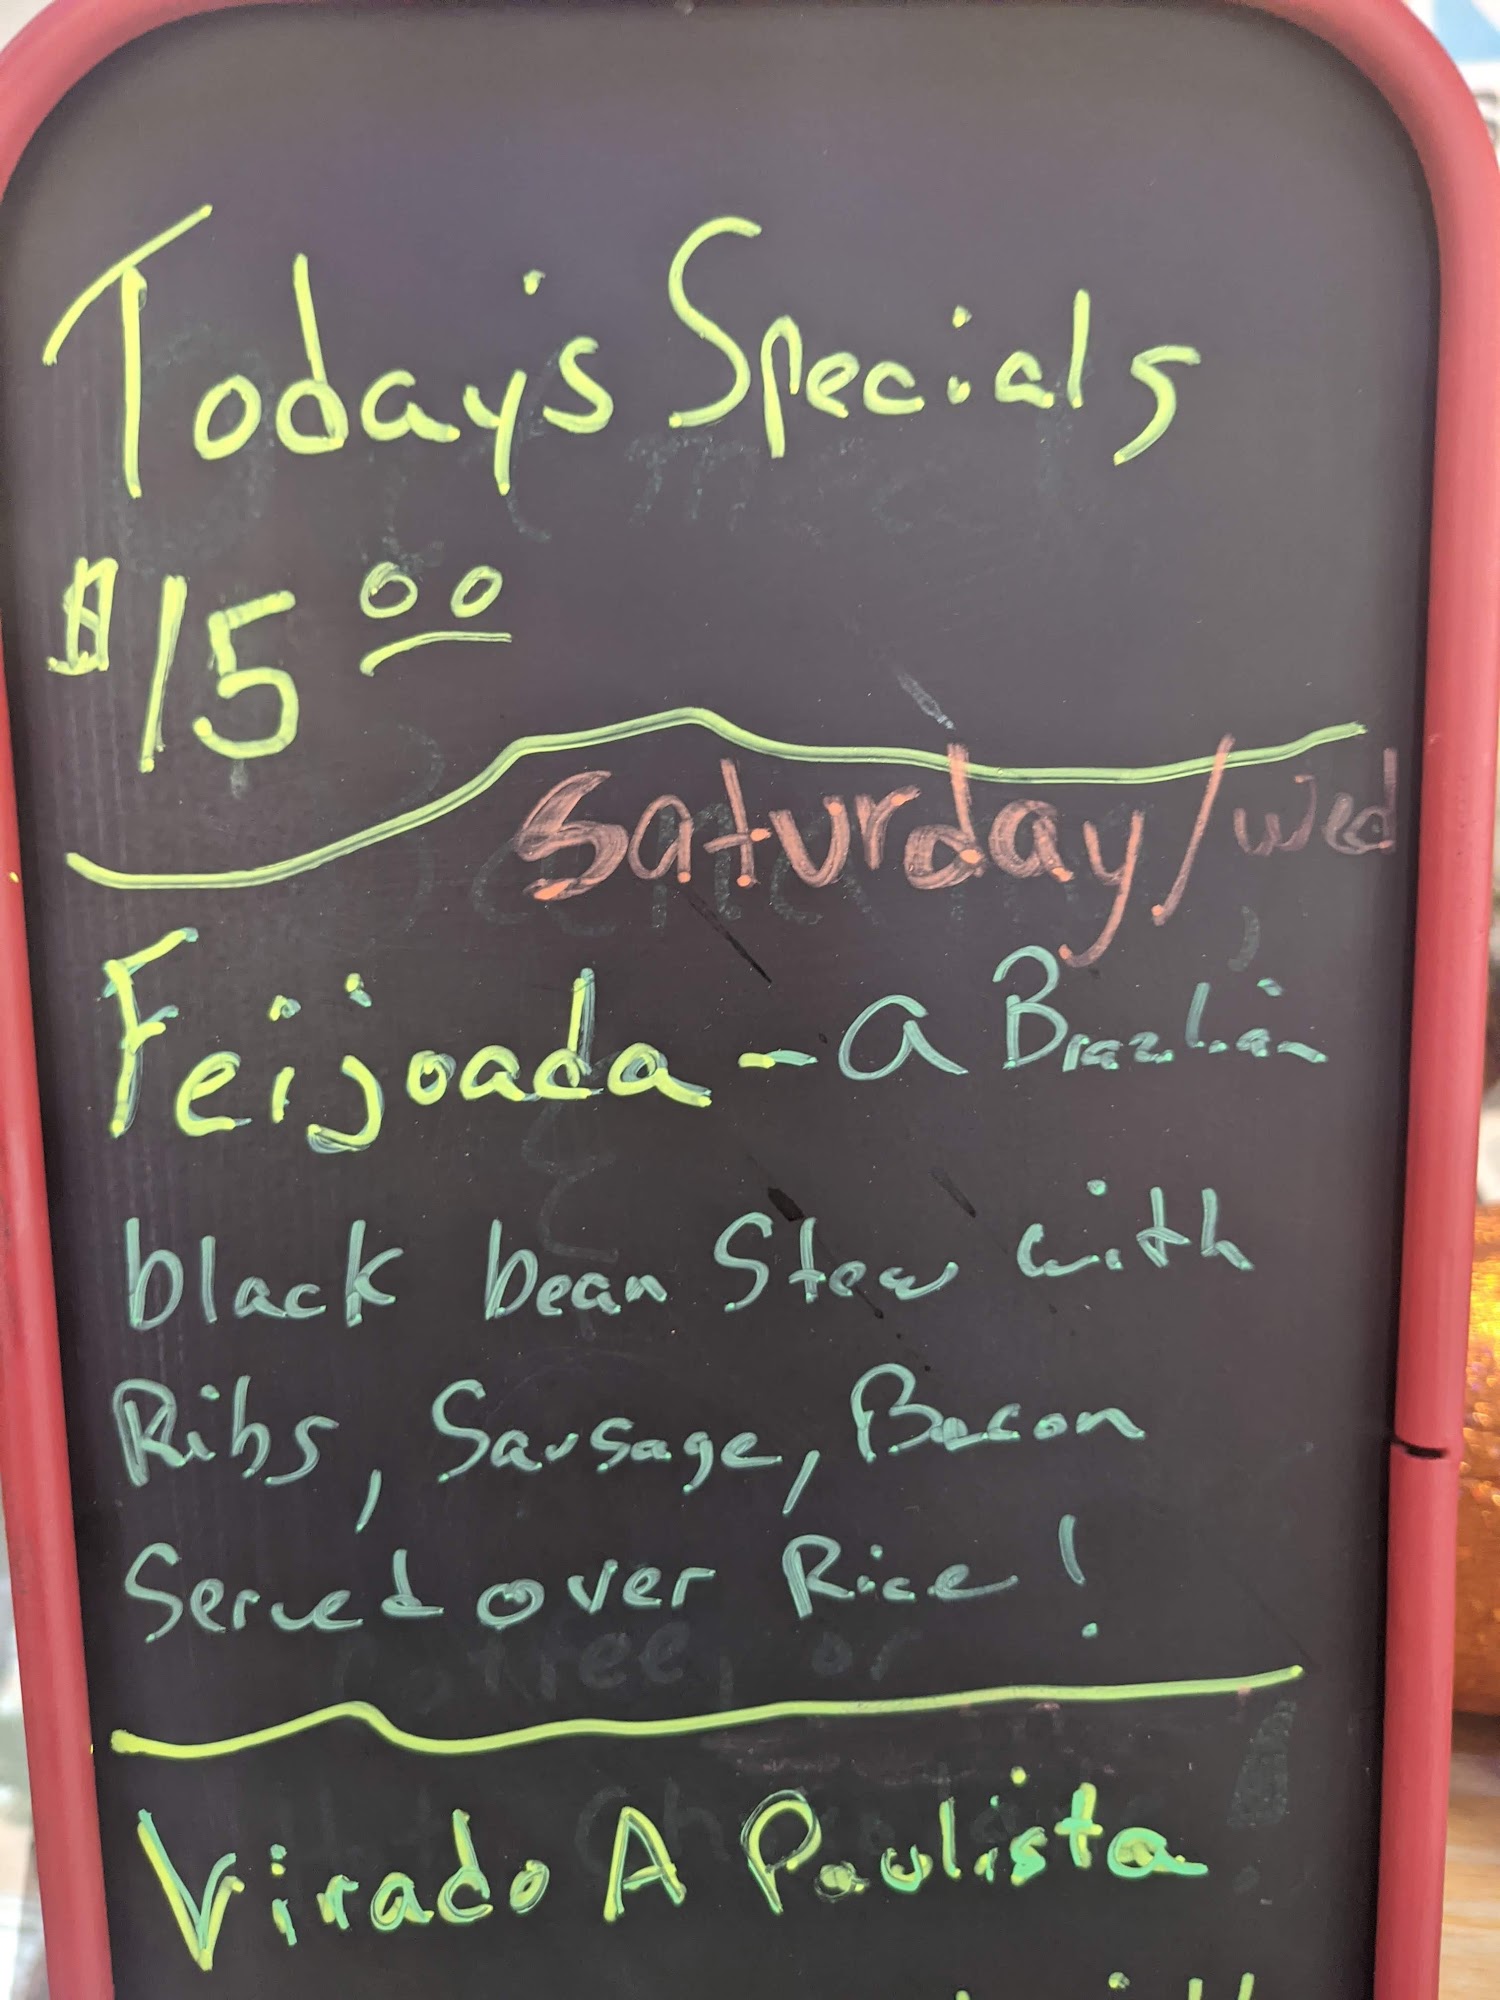 Today's Specials
$15 00
Saturday/Wed
Feijoada - a Brazilian
black bean Stew with
Ribs, Sausage, Bacon
Served over Rice!
Virado A Paulista